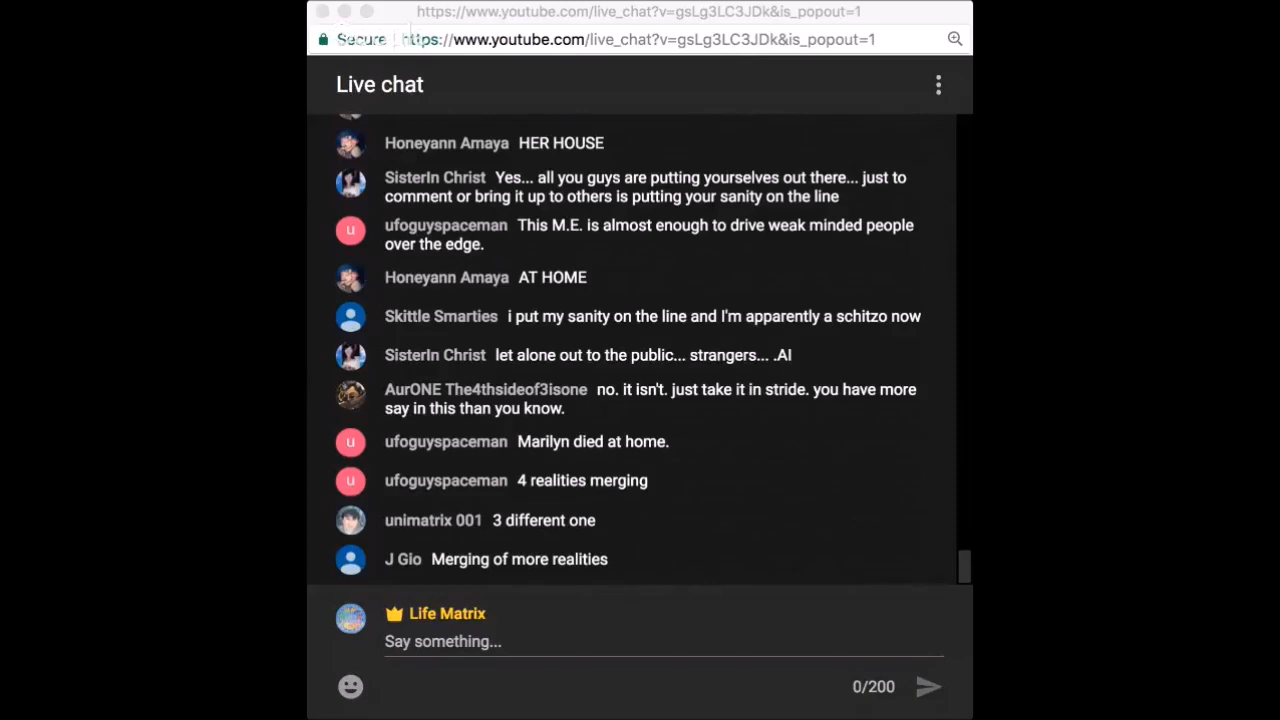 https://www.youtube.com/live_chat?v=gsLg3LC3JDk&is_popout=1
Secure https://www.youtube.com/live_chat?v=gsLg3LC3JDk&is_popout=1
Live chat
Honeyann Amaya HER HOUSE
SisterIn Christ Yes... all you guys are putting yourselves out there... just to
comment or bring it up to others is putting your sanity on the line
u ufoguyspaceman This M.E. is almost enough to drive weak minded people
over the edge.
Honeyann Amaya AT HOME
Skittle Smarties i put my sanity on the line and I'm apparently a schitzo now
SisterIn Christ let alone out to the public... strangers... .AI
AurONE The4thsideof3isone no. it isn't. just take it in stride. you have more
say in this than you know.
u ufoguyspaceman Marilyn died at home.
u ufoguyspaceman 4 realities merging
unimatrix 001 3 different one
J Gio Merging of more realities
Life Matrix
Say something...
0/200